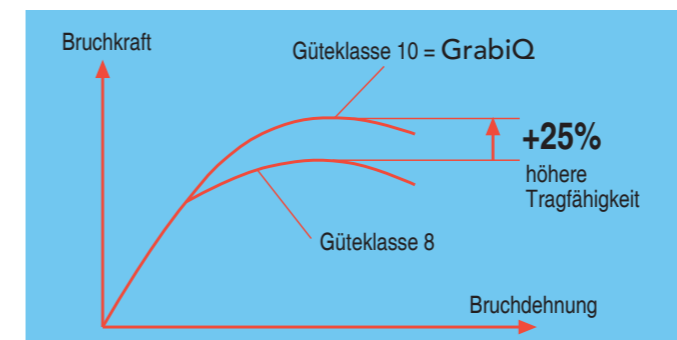 Bruchkraft
Güteklasse 10 = GrabiQ
+25%
höhere
Tragfähigkeit
Güteklasse 8
Bruchdehnung